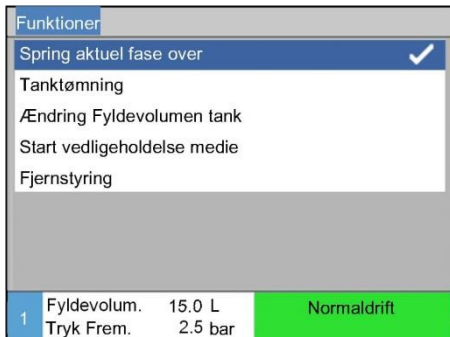 Funktioner
Spring aktuel fase over
Tanktømning
Ændring Fyldevolumen tank
Start vedligeholdelse medie
Fjernstyring
1 Fyldevolum. 15.0 L Normaldrift
Tryk Frem. 2.5 bar